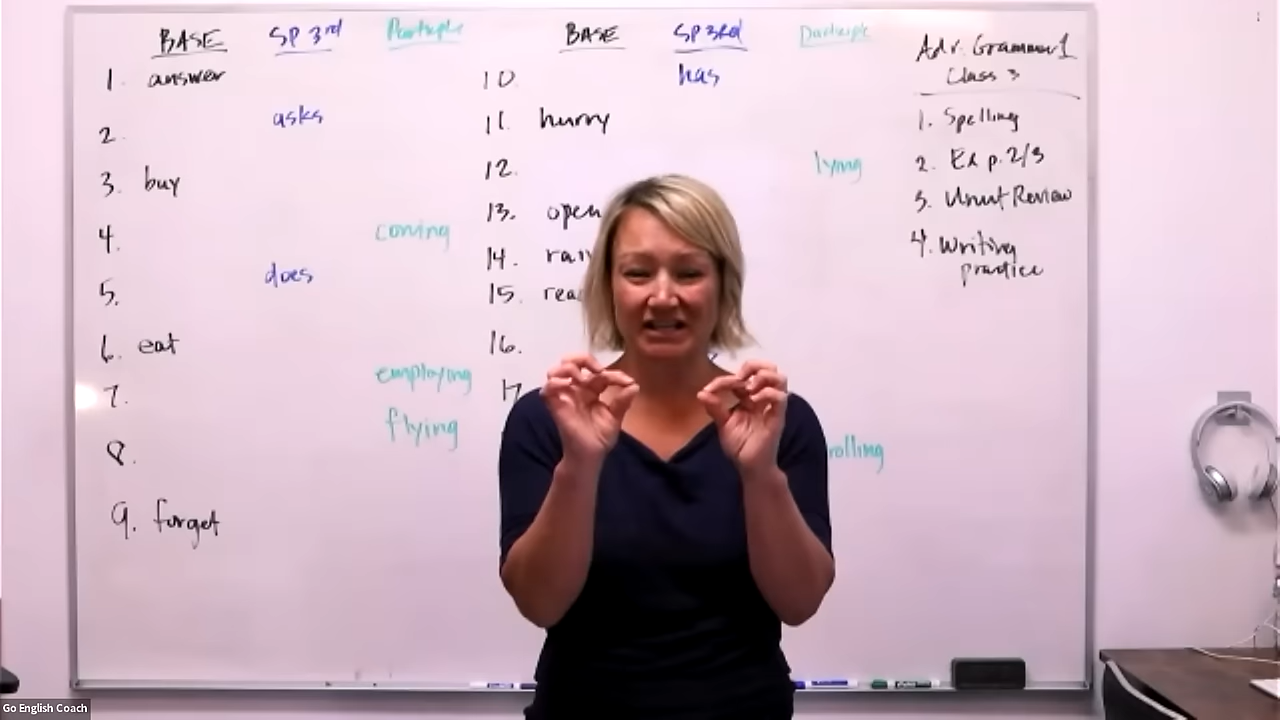 BASE SP 3rd Participle
1. answer
2. asks
3. buy
4. coming
5. does
6. eat
7. employing
8. flying
9. forget
BASE SP 3rd Participle
10. has
11. hurry
12. lying
13. open
14.
15.
16.
17
rolling
Adv. Grammar 1
Class 3
1. Spelling
2. Ex p. 2/3
3. Unit Review
4. Writing
practice
Go English Coach